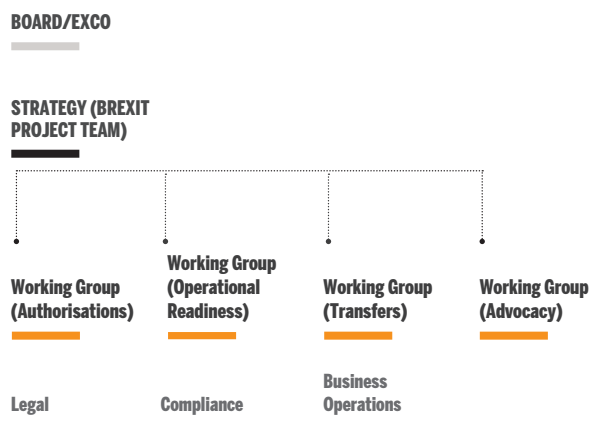 BOARD/EXCO
STRATEGY (BREXIT
PROJECT TEAM)
Working Group
(Authorisations)
Working Group
(Operational
Readiness)
Working Group
(Transfers)
Working Group
(Advocacy)
Legal
Compliance
Business
Operations